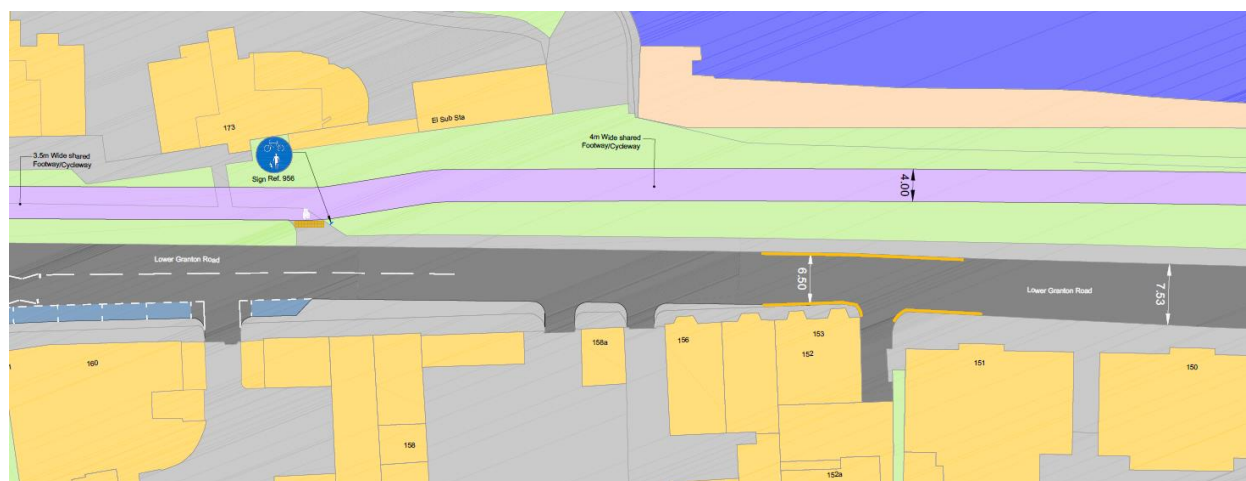 173
El Sub Sta
4m Wide shared
Footway/Cycleway
3.5m Wide shared
Footway/Cycleway
Sign Ref. 956
4.00
Lower Granton Road
6.50
Lower Granton Road
7.53
160
158a
156
153
152
151
150
158
152a